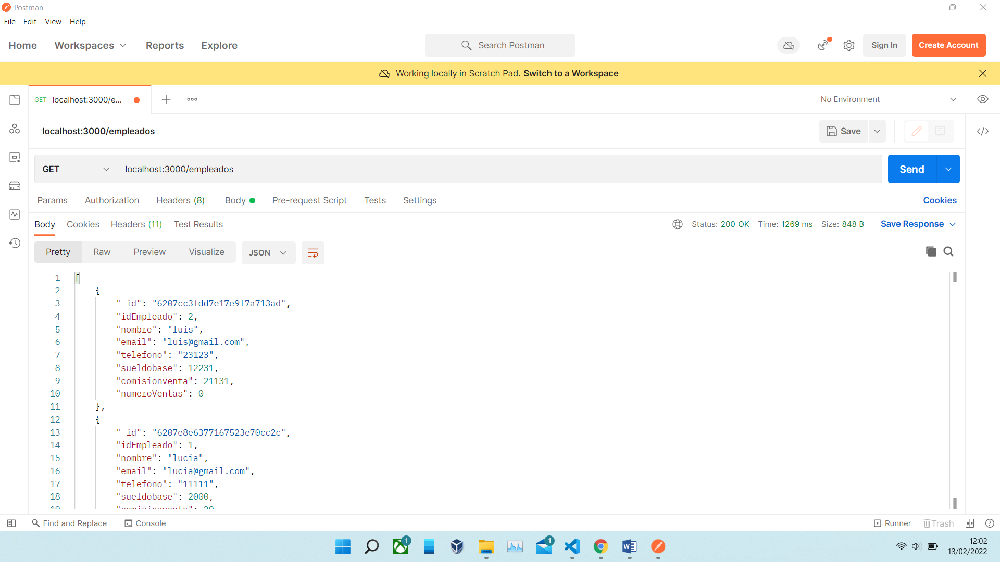 Postman
File Edit View Help
Home Workspaces Reports Explore Search Postman Sign In Create Account
Working locally in Scratch Pad. Switch to a Workspace
GET localhost:3000/e... No Environment
localhost:3000/empleados Save
GET localhost:3000/empleados Send
Params Authorization Headers (8) Body Pre-request Script Tests Settings Cookies
Body Cookies Headers (11) Test Results Status: 200 OK Time: 1269 ms Size: 848 B Save Response
Pretty Raw Preview Visualize JSON
1 [
2 {
3 "_id": "6207cc3fdd7e17e9f7a713ad",
4 "idEmpleado": 2,
5 "nombre": "luis",
6 "email": "luis@gmail.com",
7 "telefono": "23123",
8 "sueldobase": 12231,
9 "comisionventa": 21131,
10 "numeroVentas": 0
11 },
12 {
13 "_id": "6207e8e6377167523e70cc2c",
14 "idEmpleado": 1,
15 "nombre": "lucia",
16 "email": "lucia@gmail.com",
17 "telefono": "11111",
18 "sueldobase": 2000,
19 "comisionventa": 20
Find and Replace Console Runner Trash
1 1 12:02
13/02/2022